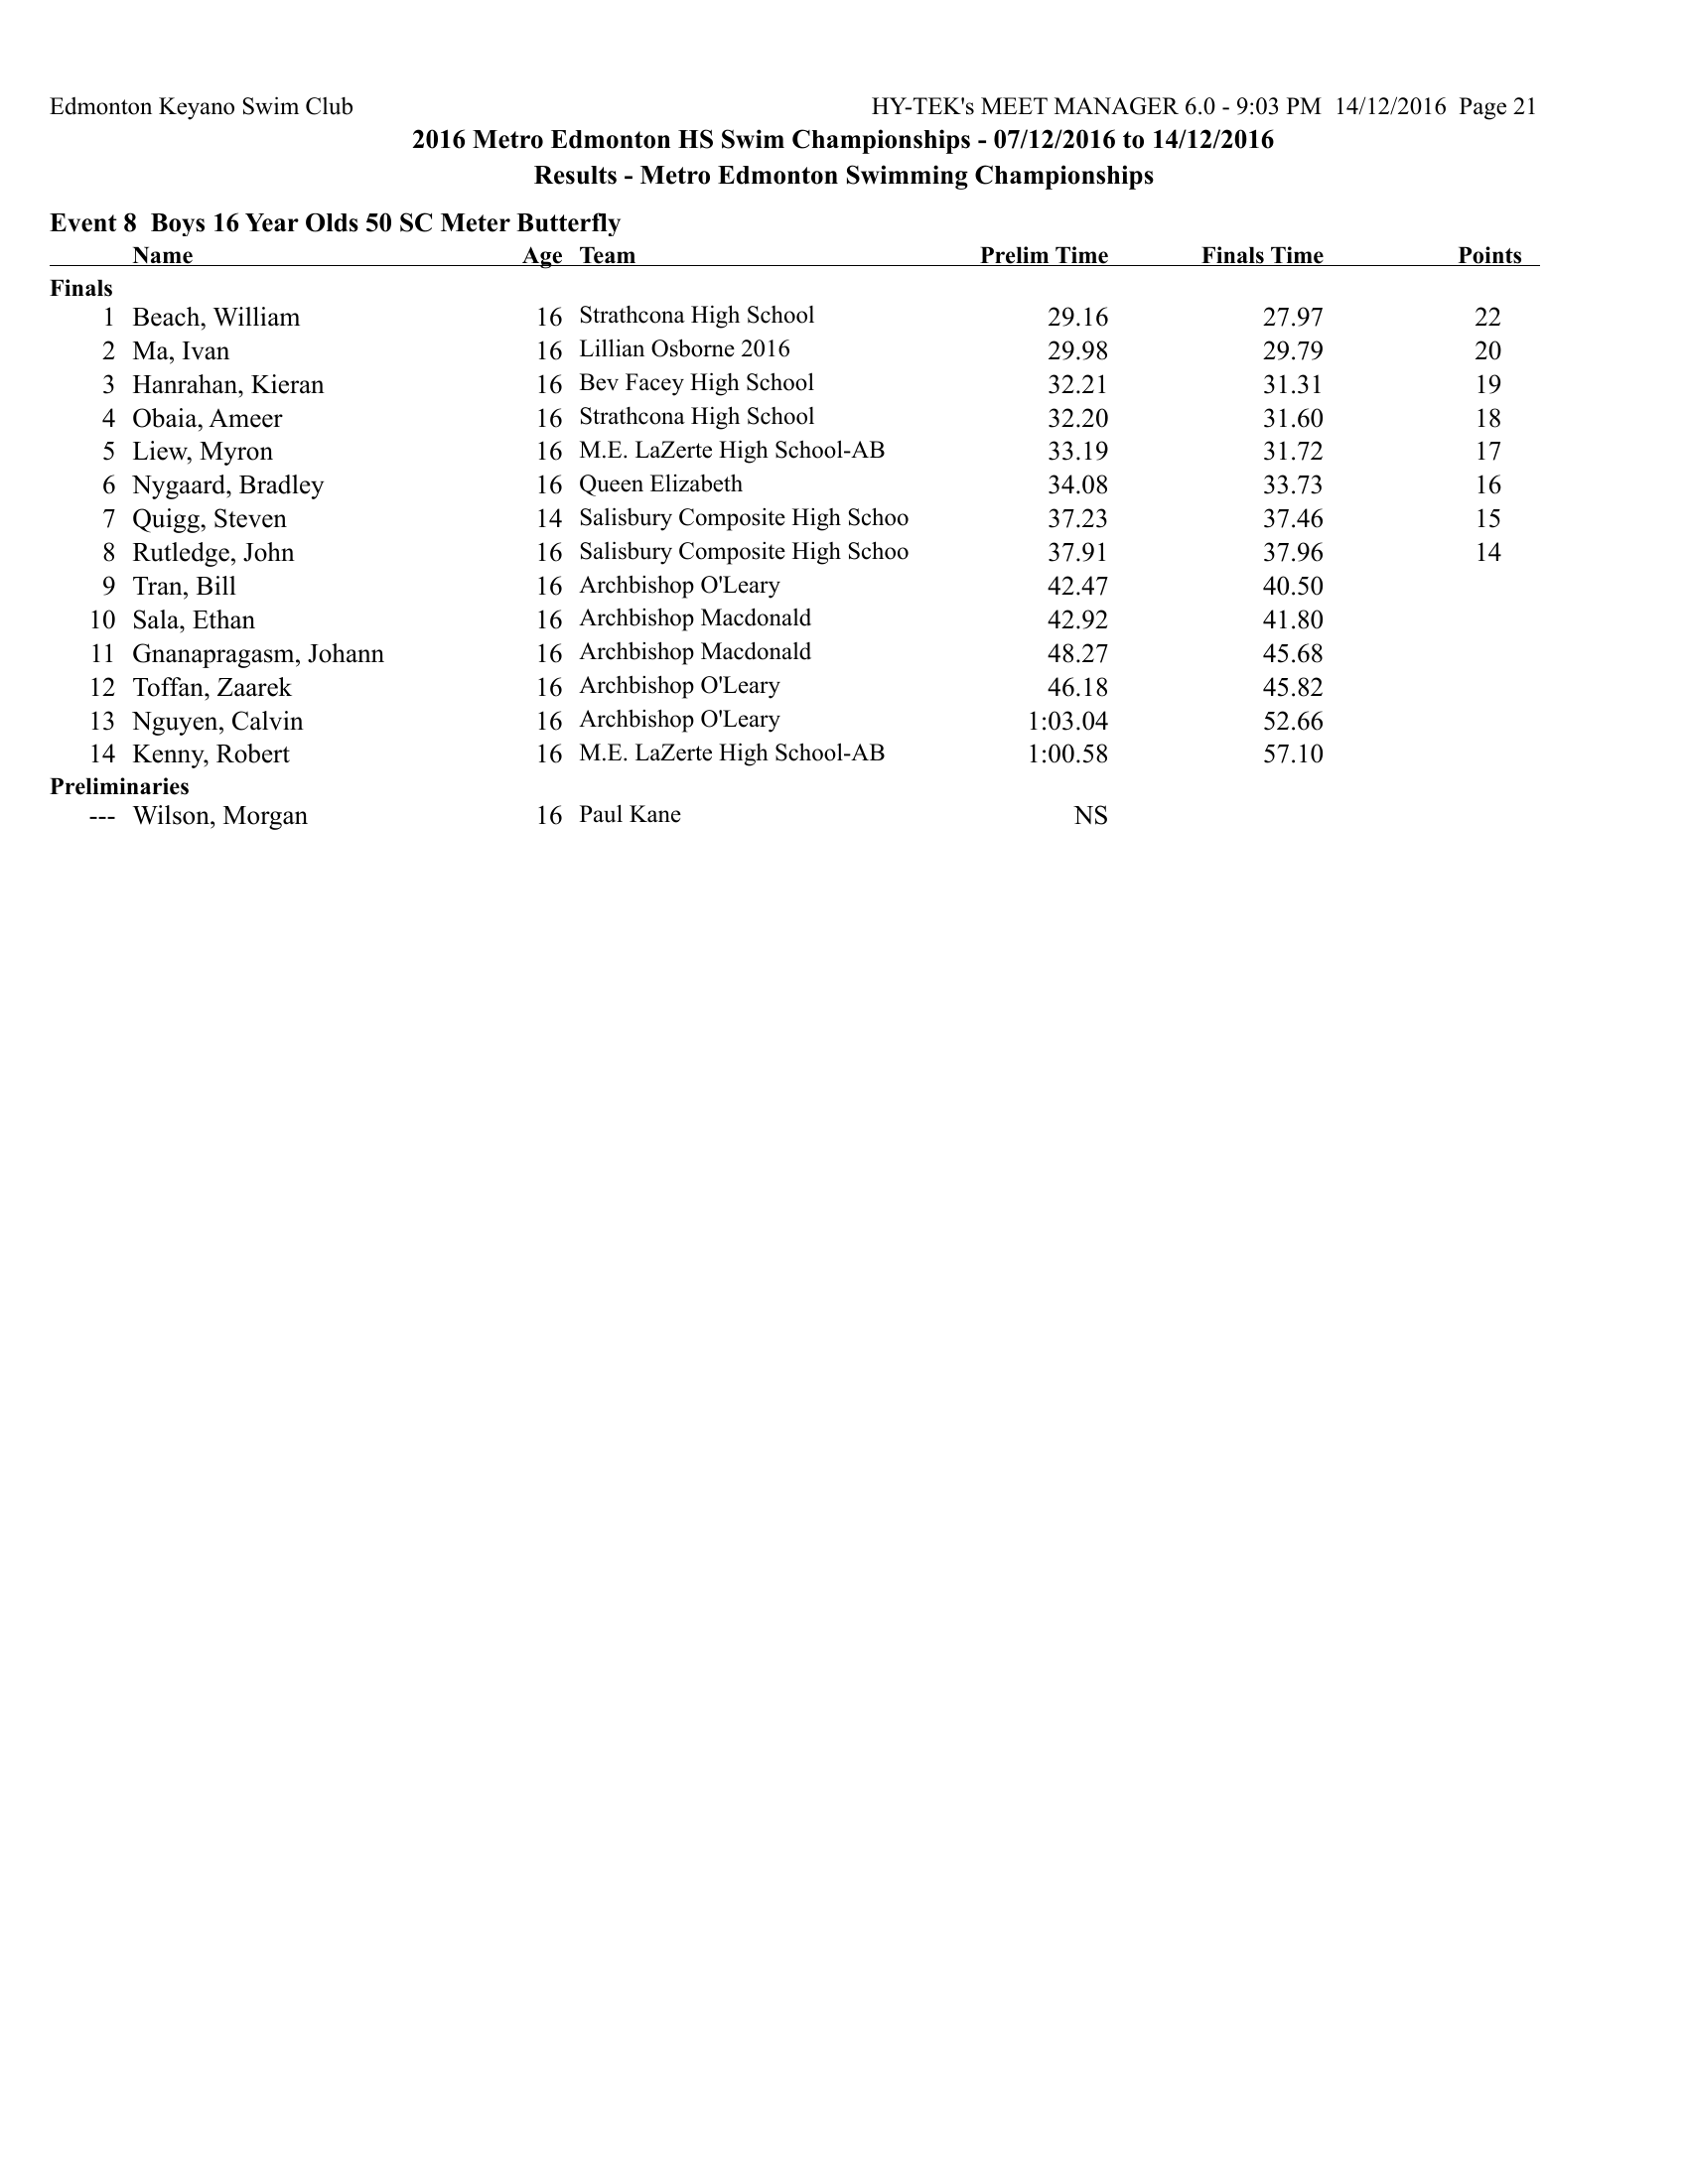 Edmonton Keyano Swim Club HY-TEK's MEET MANAGER 6.0 - 9:03 PM 14/12/2016 Page 21
2016 Metro Edmonton HS Swim Championships - 07/12/2016 to 14/12/2016
Results - Metro Edmonton Swimming Championships
Event 8 Boys 16 Year Olds 50 SC Meter Butterfly
Name Age Team Prelim Time Finals Time Points
Finals
1 Beach, William 16 Strathcona High School 29.16 27.97 22
2 Ma, Ivan 16 Lillian Osborne 2016 29.98 29.79 20
3 Hanrahan, Kieran 16 Bev Facey High School 32.21 31.31 19
4 Obaia, Ameer 16 Strathcona High School 32.20 31.60 18
5 Liew, Myron 16 M.E. LaZerte High School-AB 33.19 31.72 17
6 Nygaard, Bradley 16 Queen Elizabeth 34.08 33.73 16
7 Quigg, Steven 14 Salisbury Composite High Schoo 37.23 37.46 15
8 Rutledge, John 16 Salisbury Composite High Schoo 37.91 37.96 14
9 Tran, Bill 16 Archbishop O'Leary 42.47 40.50
10 Sala, Ethan 16 Archbishop Macdonald 42.92 41.80
11 Gnanapragasm, Johann 16 Archbishop Macdonald 48.27 45.68
12 Toffan, Zaarek 16 Archbishop O'Leary 46.18 45.82
13 Nguyen, Calvin 16 Archbishop O'Leary 1:03.04 52.66
14 Kenny, Robert 16 M.E. LaZerte High School-AB 1:00.58 57.10
Preliminaries
--- Wilson, Morgan 16 Paul Kane NS